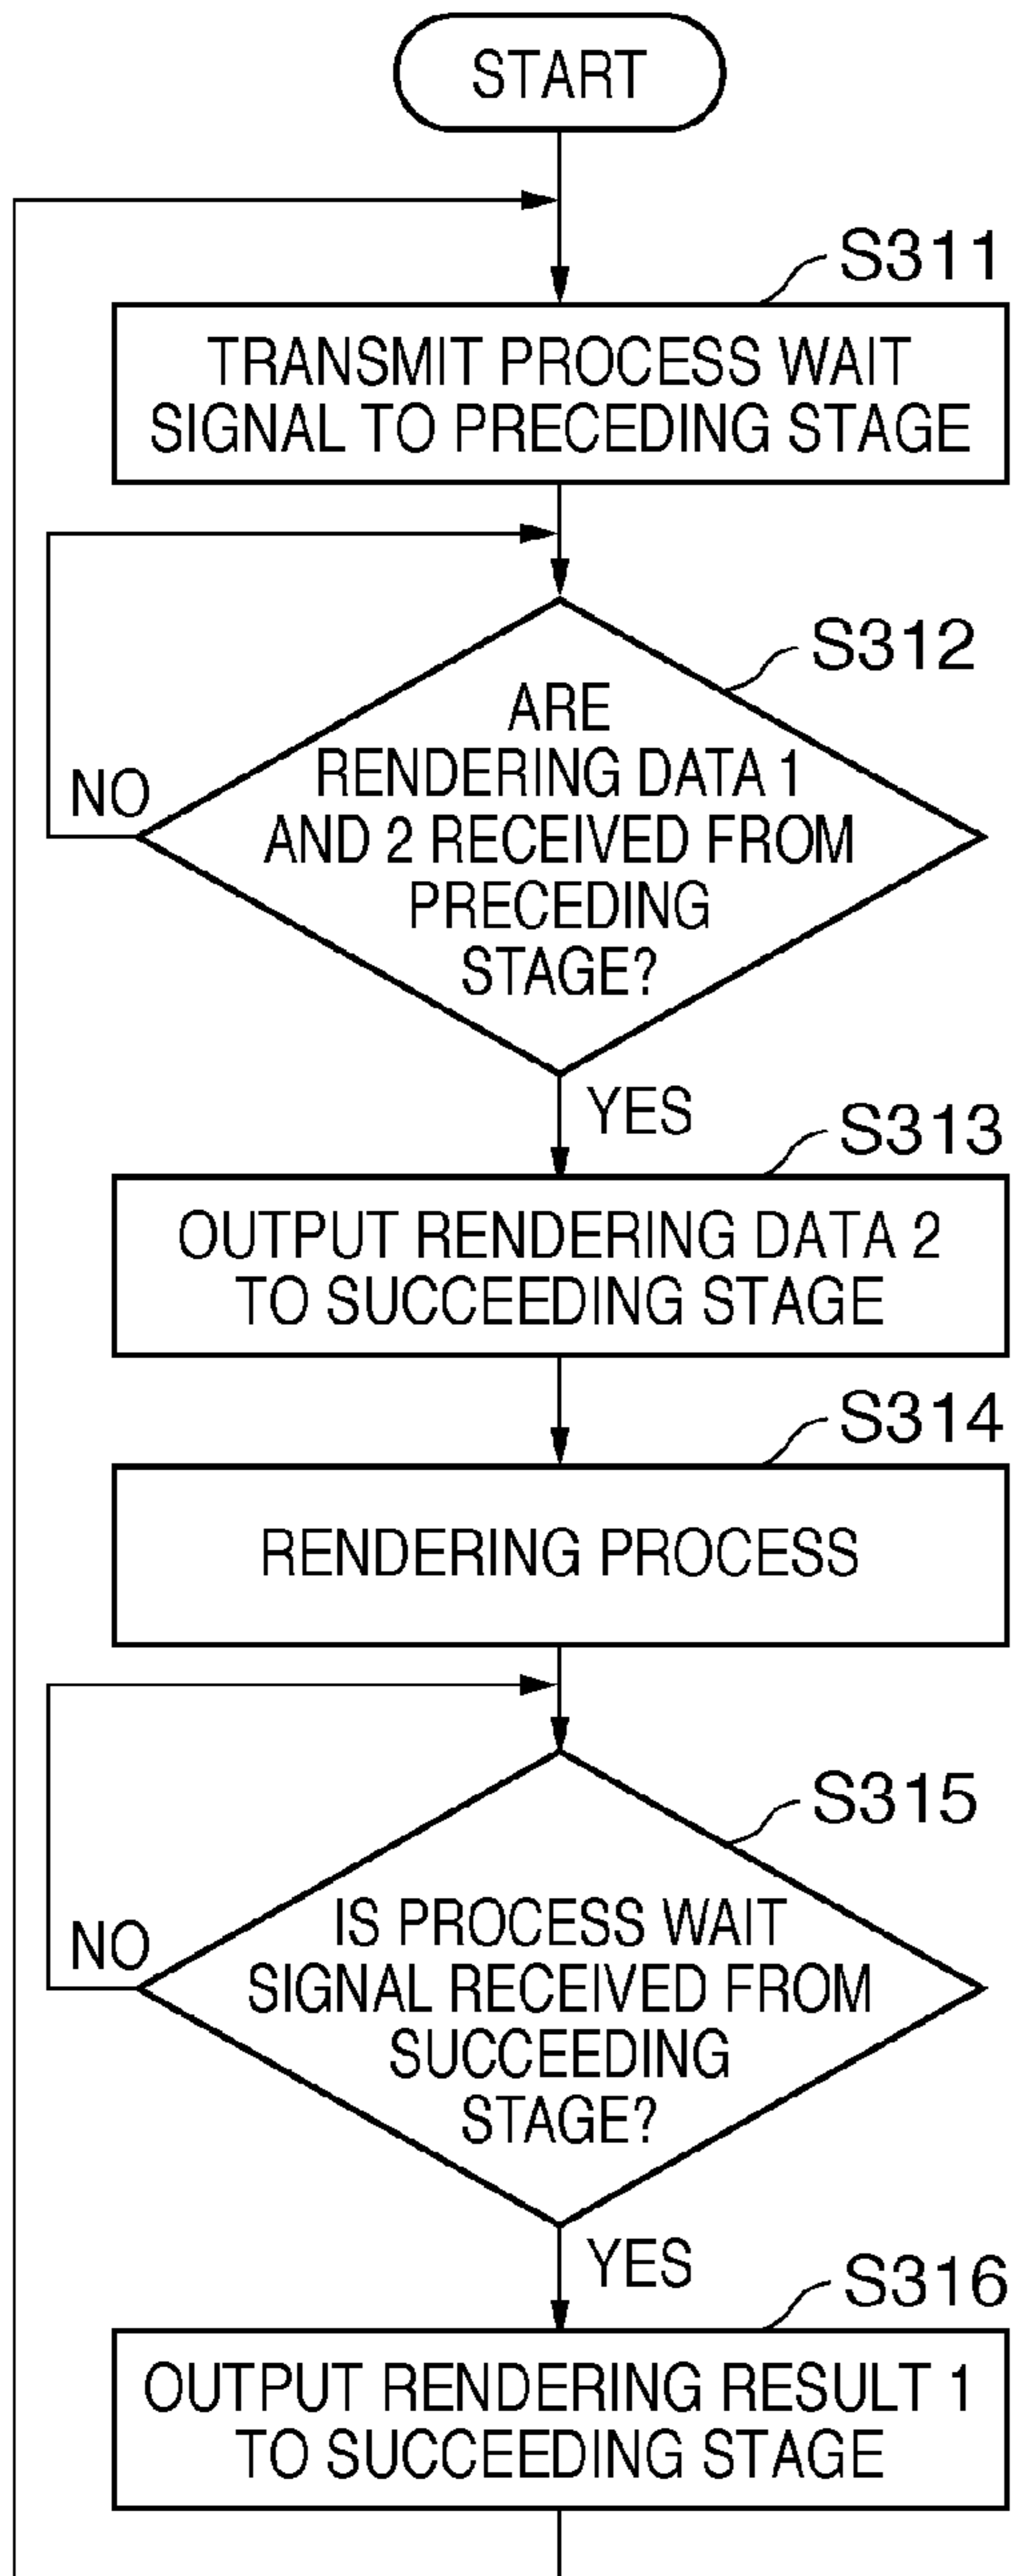 START
S311
TRANSMIT PROCESS WAIT
SIGNAL TO PRECEDING STAGE
S312
ARE
RENDERING DATA 1
AND 2 RECEIVED FROM
PRECEDING
STAGE?
NO
YES
S313
OUTPUT RENDERING DATA 2
TO SUCCEEDING STAGE
S314
RENDERING PROCESS
S315
IS PROCESS WAIT
SIGNAL RECEIVED FROM
SUCCEEDING
STAGE?
NO
YES
S316
OUTPUT RENDERING RESULT 1
TO SUCCEEDING STAGE